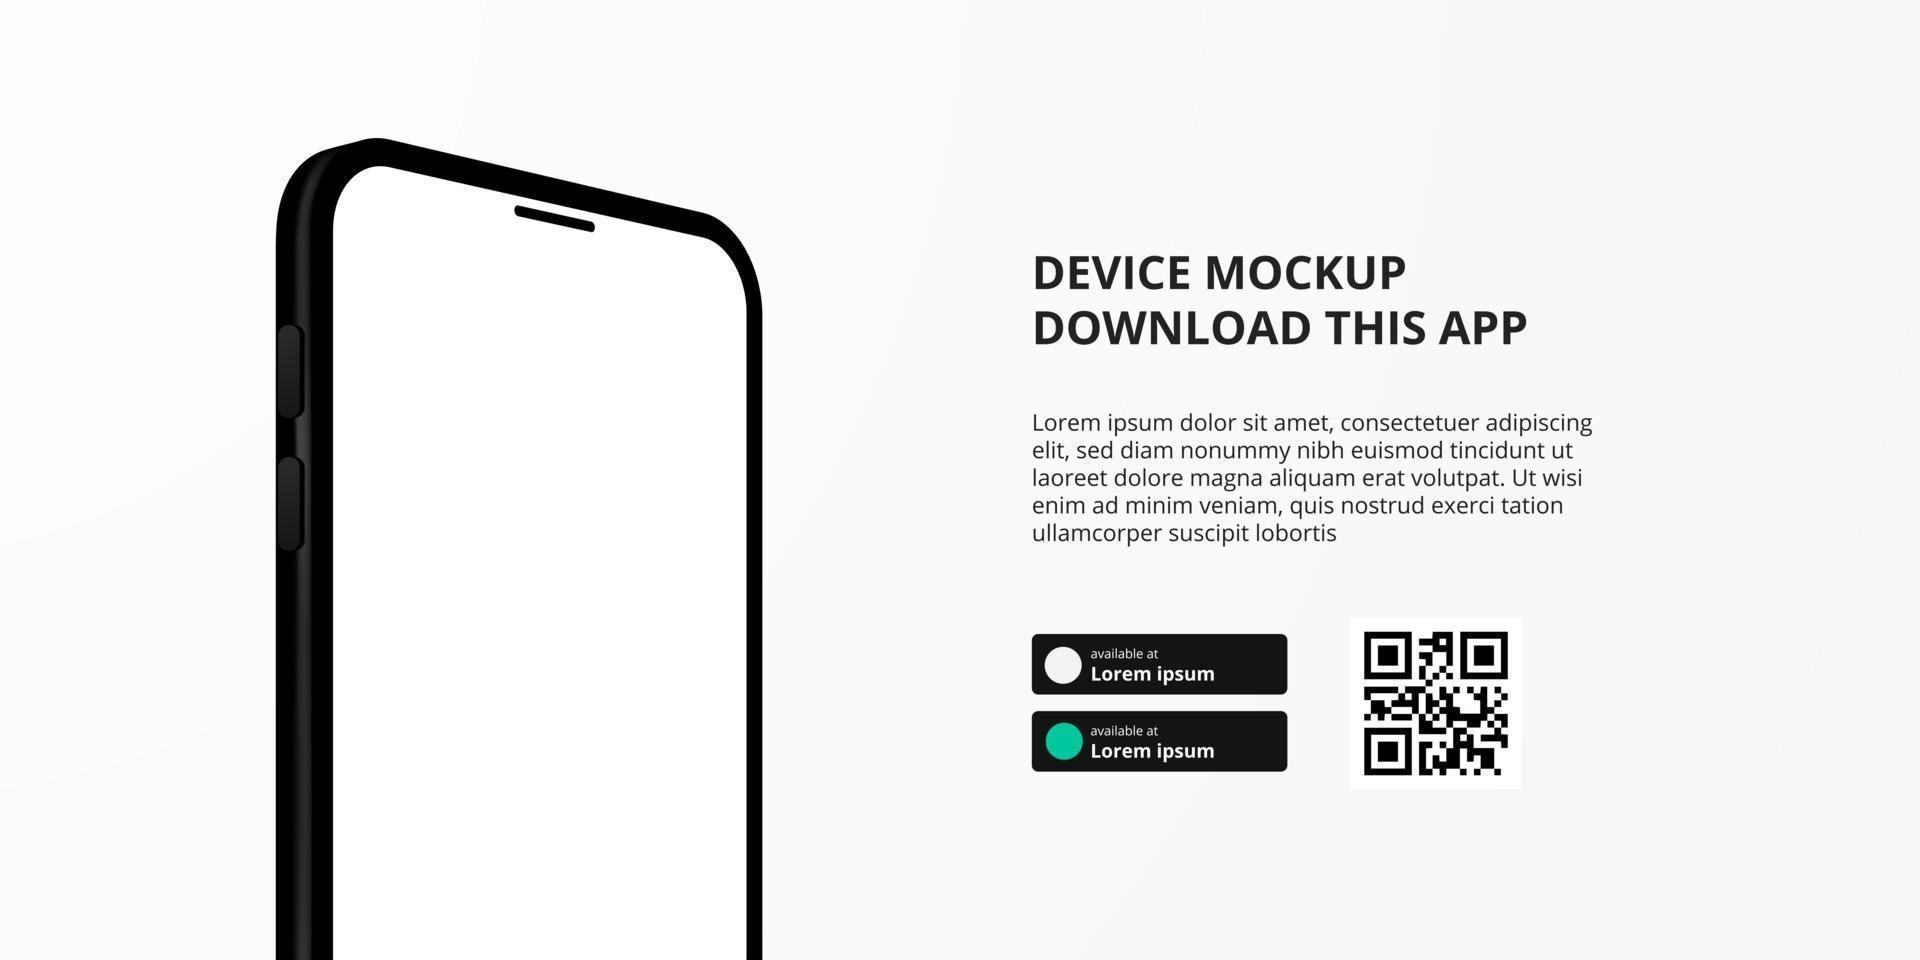 DEVICE MOCKUP
DOWNLOAD THIS APP
Lorem ipsum dolor sit amet, consectetuer adipiscing
elit, sed diam nonummy nibh euismod tincidunt ut
laoreet dolore magna aliquam erat volutpat. Ut wisi
enim ad minim veniam, quis nostrud exerci tation
ullamcorper suscipit lobortis
available at
Lorem ipsum
available at
Lorem ipsum